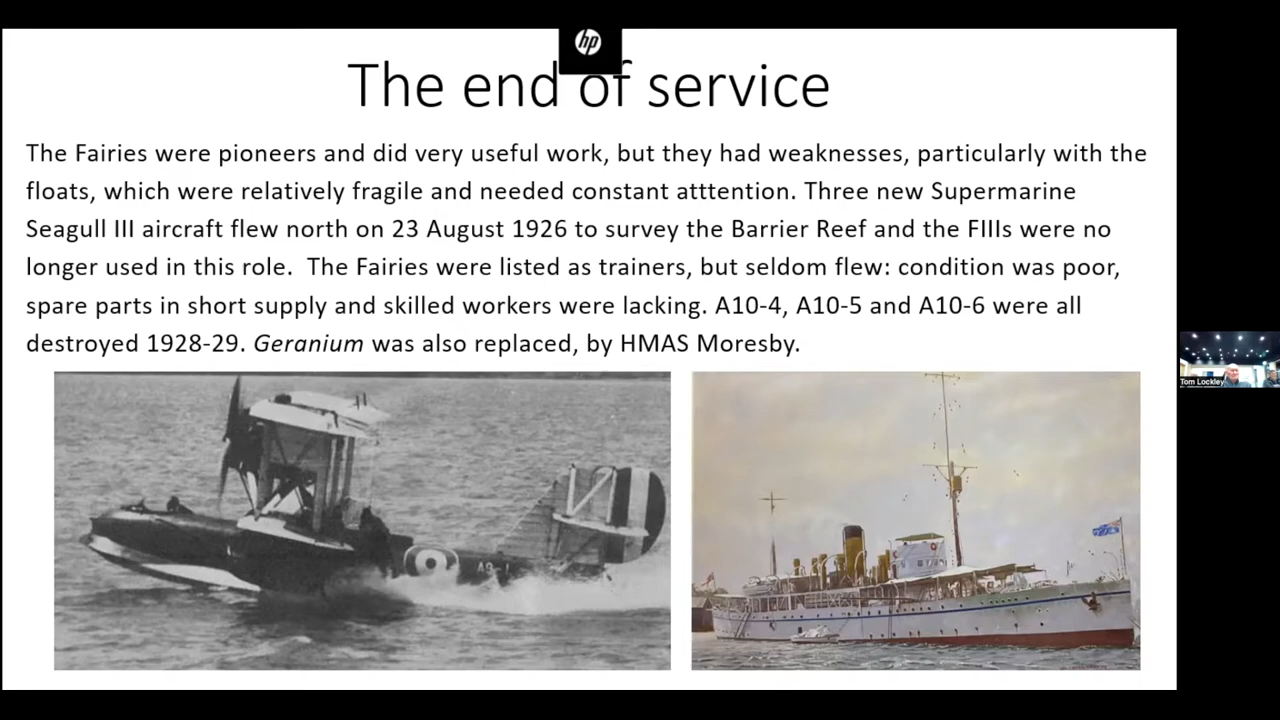 hp
The end of service
The Fairies were pioneers and did very useful work, but they had weaknesses, particularly with the
floats, which were relatively fragile and needed constant atttention. Three new Supermarine
Seagull III aircraft flew north on 23 August 1926 to survey the Barrier Reef and the FIIIs were no
longer used in this role.  The Fairies were listed as trainers, but seldom flew: condition was poor,
spare parts in short supply and skilled workers were lacking. A10-4, A10-5 and A10-6 were all
destroyed 1928-29. Geranium was also replaced, by HMAS Moresby.
A9-1
Tom Lockley